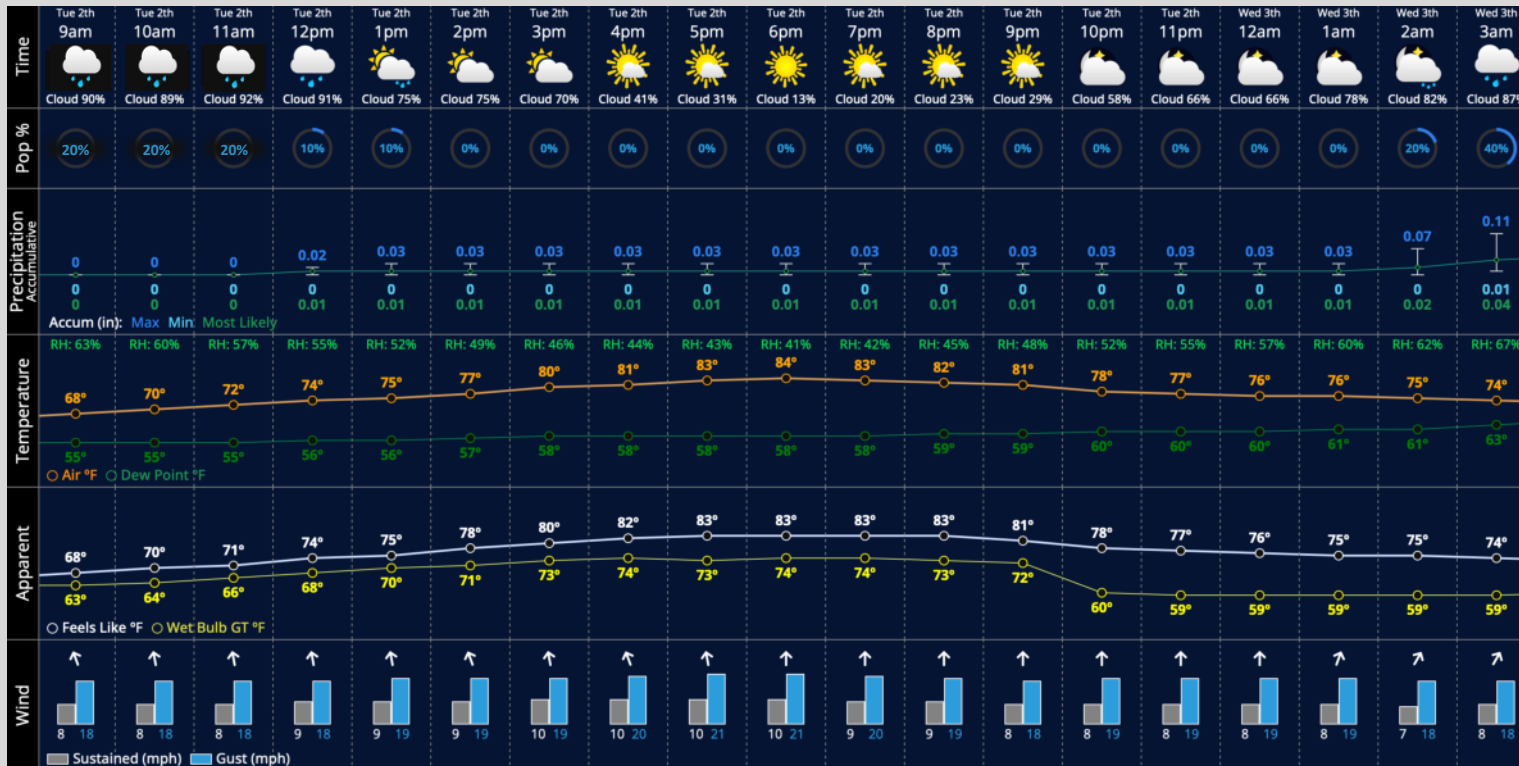 Time
Tue 2th Tue 2th Tue 2th Tue 2th Tue 2th Tue 2th Tue 2th Tue 2th Tue 2th Tue 2th Tue 2th Tue 2th Tue 2th Tue 2th Tue 2th Wed 3th Wed 3th Wed 3th Wed 3th
9am 10am 11am 12pm 1pm 2pm 3pm 4pm 5pm 6pm 7pm 8pm 9pm 10pm 11pm 12am 1am 2am 3am
Cloud 90% Cloud 89% Cloud 92% Cloud 91% Cloud 75% Cloud 75% Cloud 70% Cloud 41% Cloud 31% Cloud 13% Cloud 20% Cloud 23% Cloud 29% Cloud 58% Cloud 66% Cloud 66% Cloud 78% Cloud 82% Cloud 87%
Pop %
20% 20% 20% 10% 10% 0% 0% 0% 0% 0% 0% 0% 0% 0% 0% 0% 0% 20% 40%
Precipitation
Accumulative
0 0 0 0.02 0.03 0.03 0.03 0.03 0.03 0.03 0.03 0.03 0.03 0.03 0.03 0.03 0.03 0.07 0.11
0 0 0 0 0 0 0 0 0 0 0 0 0 0 0 0 0 0 0.01
0 0 0 0.01 0.01 0.01 0.01 0.01 0.01 0.01 0.01 0.01 0.01 0.01 0.01 0.01 0.01 0.02 0.04
Accum (in): Max Min Most Likely
Temperature
RH: 63% RH: 60% RH: 57% RH: 55% RH: 52% RH: 49% RH: 46% RH: 44% RH: 43% RH: 41% RH: 42% RH: 45% RH: 48% RH: 52% RH: 55% RH: 57% RH: 60% RH: 62% RH: 67%
68° 70° 72° 74° 75° 77° 80° 81° 83° 84° 83° 82° 81° 78° 77° 76° 76° 75° 74°
55° 55° 55° 56° 56° 57° 58° 58° 58° 58° 58° 59° 59° 60° 60° 60° 61° 61° 63°
Air °F Dew Point °F
Apparent
68° 70° 71° 74° 75° 78° 80° 82° 83° 83° 83° 83° 81° 78° 77° 76° 75° 75° 74°
63° 64° 66° 68° 70° 71° 73° 74° 73° 74° 74° 73° 72° 60° 59° 59° 59° 59° 59°
Feels Like °F Wet Bulb GT °F
Wind
8 18 8 18 8 18 9 18 9 19 9 19 10 19 10 20 10 21 10 21 9 20 9 19 8 18 8 19 8 19 8 19 8 19 7 18 8 18
Sustained (mph) Gust (mph)